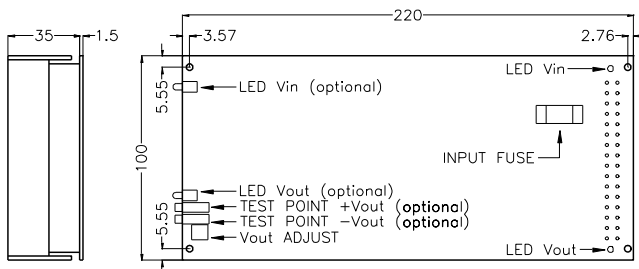 220
35
1.5
3.57
2.76
LED Vin
5.55
LED Vin (optional)
100
INPUT FUSE
LED Vout (optional)
TEST POINT +Vout (optional)
5.55
TEST POINT -Vout (optional)
Vout ADJUST
LED Vout